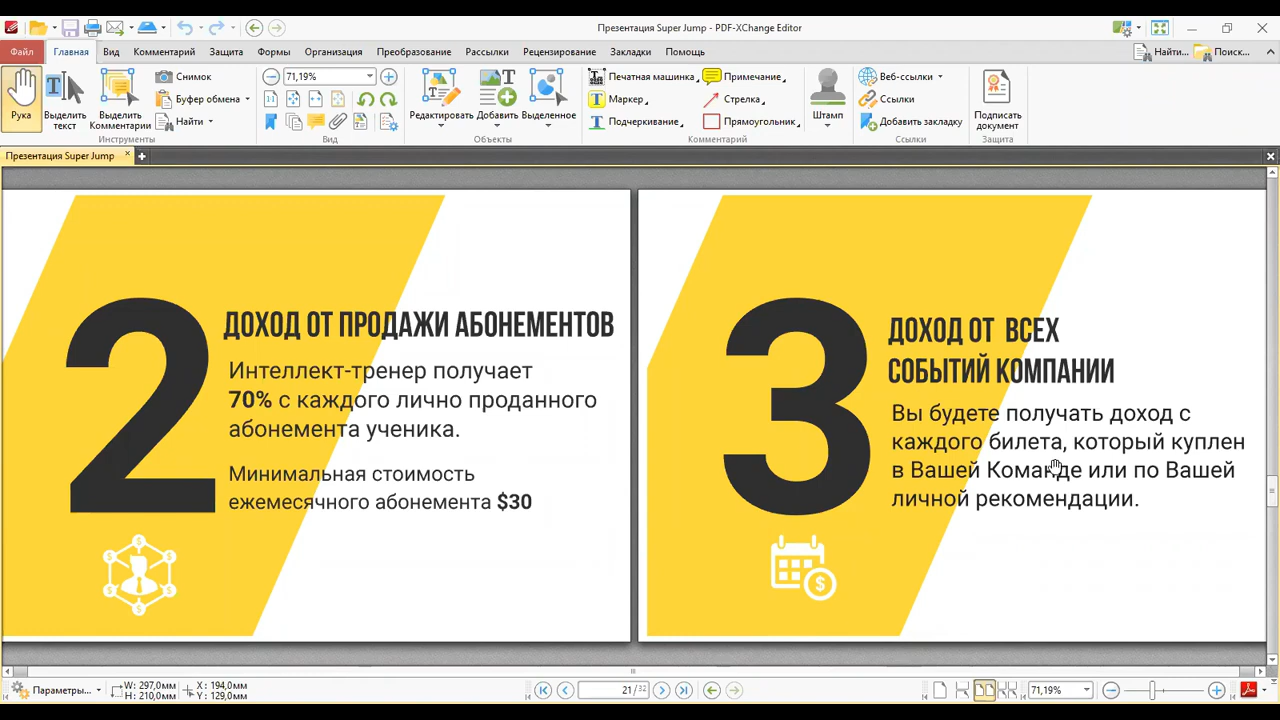 Презентация Super Jump - PDF-XChange Editor
Файл Главная Вид Комментарий Защита Формы Организация Преобразование Рассылки Рецензирование Закладки Помощь Найти... Поиск...
Рука
Выделить текст
Выделить Комментарии
Снимок
Буфер обмена
Найти
Инструменты
71,19%
Вид
Редактировать
Добавить
Выделенное
Объекты
Печатная машинка
Маркер
Подчеркивание
Примечание
Стрелка
Прямоугольник
Комментарий
Штамп
Веб-ссылки
Ссылки
Добавить закладку
Ссылки
Подписать документ
Защита
Презентация Super Jump
2
ДОХОД ОТ ПРОДАЖИ АБОНЕМЕНТОВ
Интеллект-тренер получает
70% с каждого лично проданного
абонемента ученика.
Минимальная стоимость
ежемесячного абонемента $30
3
ДОХОД ОТ ВСЕХ
СОБЫТИЙ КОМПАНИИ
Вы будете получать доход с
каждого билета, который куплен
в Вашей Команде или по Вашей
личной рекомендации.
Параметры...
W: 297,0мм
H: 210,0мм
X : 194,0мм
Y : 129,0мм
21 / 32
71,19%